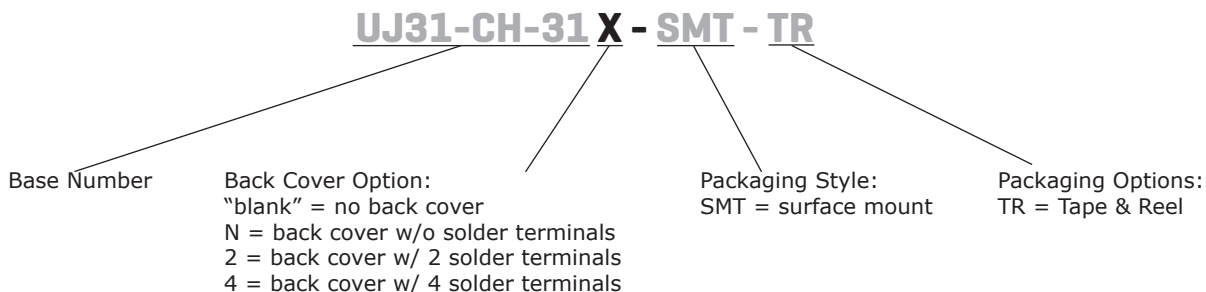 UJ31-CH-31 X - SMT - TR
Base Number
Back Cover Option:
“blank” = no back cover
N = back cover w/o solder terminals
2 = back cover w/ 2 solder terminals
4 = back cover w/ 4 solder terminals
Packaging Style:
SMT = surface mount
Packaging Options:
TR = Tape & Reel